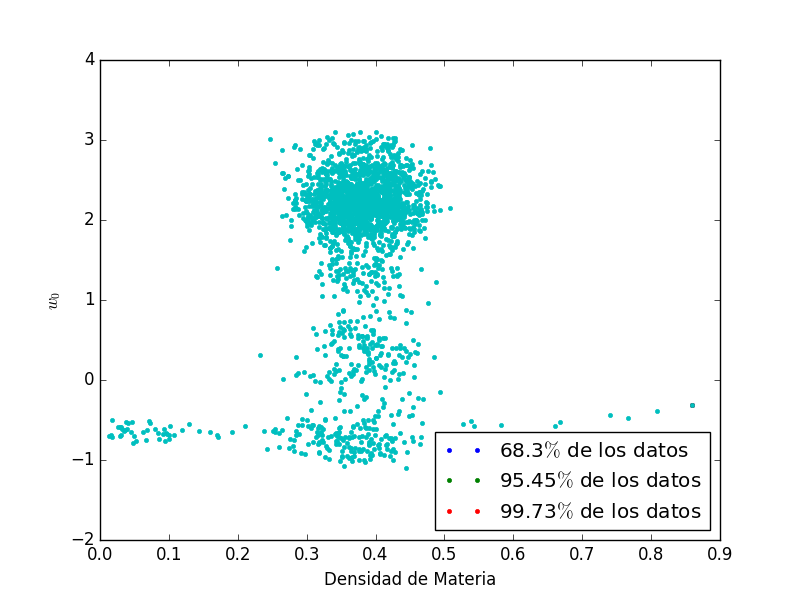 4
3
2
1
0
−1
−2
w₀
0.0 0.1 0.2 0.3 0.4 0.5 0.6 0.7 0.8 0.9
Densidad de Materia
68.3% de los datos
95.45% de los datos
99.73% de los datos